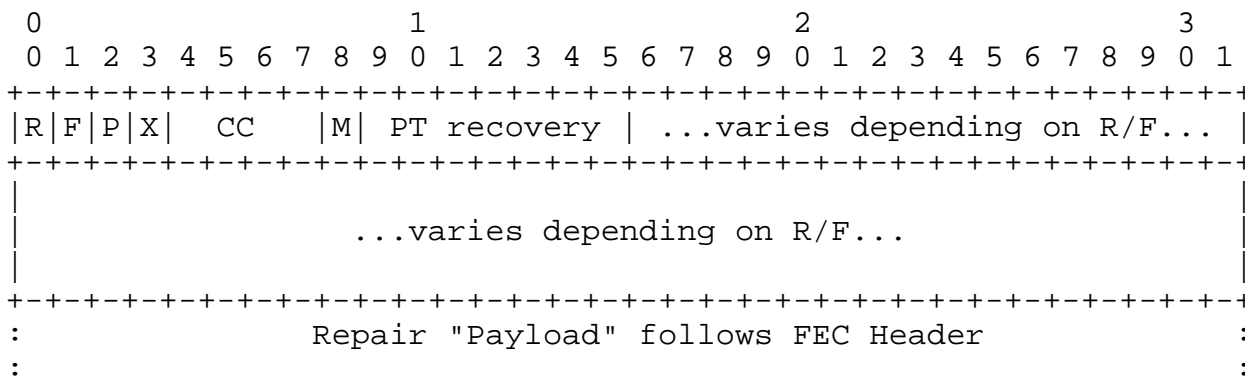 0                   1                   2                   3
 0 1 2 3 4 5 6 7 8 9 0 1 2 3 4 5 6 7 8 9 0 1 2 3 4 5 6 7 8 9 0 1
+-+-+-+-+-+-+-+-+-+-+-+-+-+-+-+-+-+-+-+-+-+-+-+-+-+-+-+-+-+-+-+-+
|R|F|P|X|  CC   |M| PT recovery | ...varies depending on R/F... |
+-+-+-+-+-+-+-+-+-+-+-+-+-+-+-+-+-+-+-+-+-+-+-+-+-+-+-+-+-+-+-+-+
|                                                               |
|                 ...varies depending on R/F...                 |
|                                                               |
+-+-+-+-+-+-+-+-+-+-+-+-+-+-+-+-+-+-+-+-+-+-+-+-+-+-+-+-+-+-+-+-+
:               Repair "Payload" follows FEC Header             :
:                                                               :